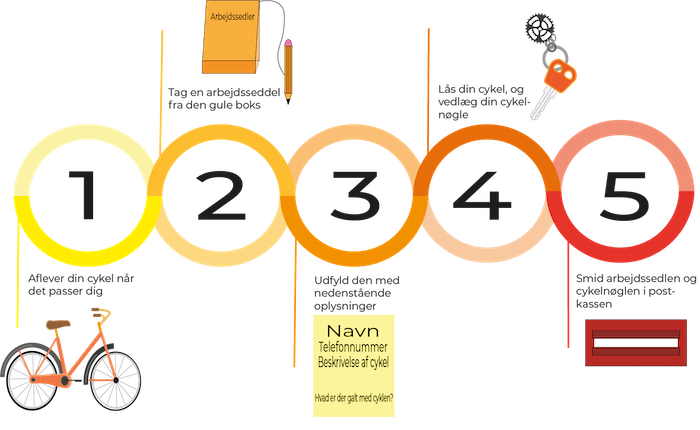 Arbejdssedler
Tag en arbejdsseddel
fra den gule boks
Lås din cykel, og
vedlæg din cykel-
nøgle
1
2
3
4
5
Aflever din cykel når
det passer dig
Udfyld den med
nedenstående
oplysninger
Navn
Telefonnummer
Beskrivelse af cykel
Hvad er der galt med cyklen?
Smid arbejdssedlen og
cykelnøglen i post-
kassen